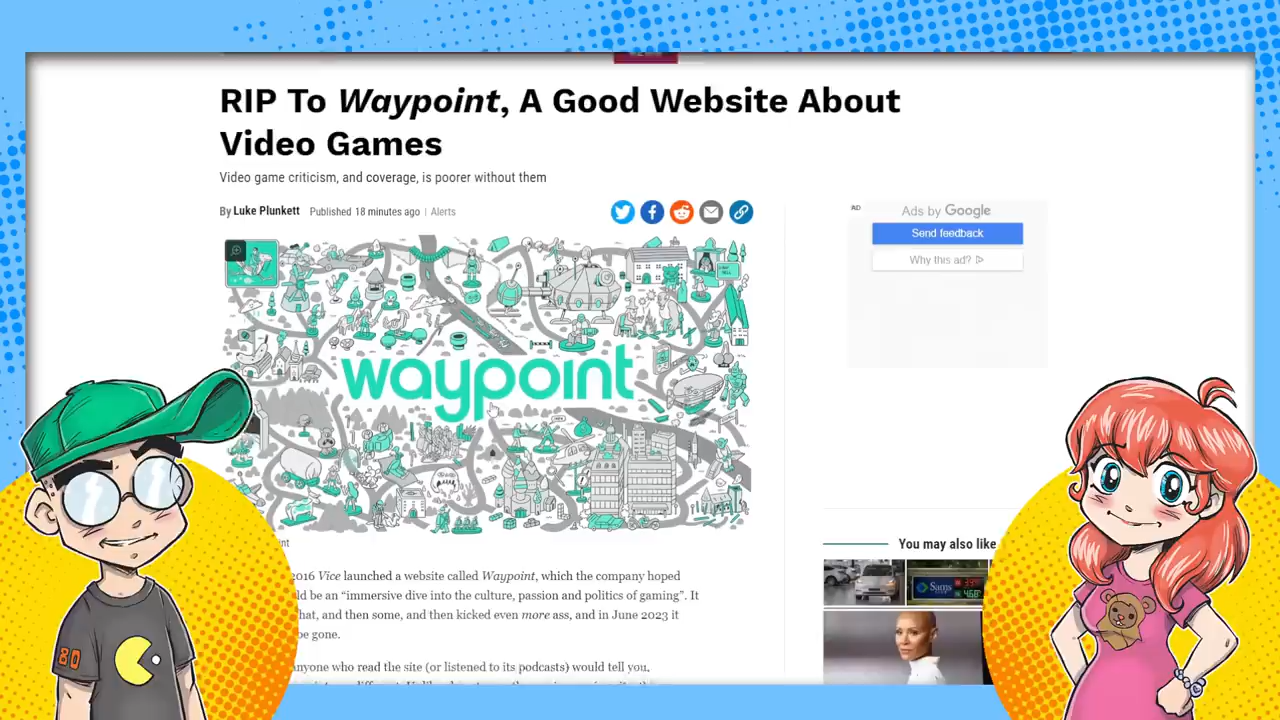 RIP To Waypoint, A Good Website About
Video Games
Video game criticism, and coverage, is poorer without them
By Luke Plunkett Published 18 minutes ago | Alerts
AD
Ads by Google
Send feedback
Why this ad?
waypoint
2016 Vice launched a website called Waypoint, which the company hoped
be an “immersive dive into the culture, passion and politics of gaming”. It
and then some, and then kicked even more ass, and in June 2023 it
be gone.
anyone who read the site (or listened to its podcasts) would tell you,
You may also like
Sams
80